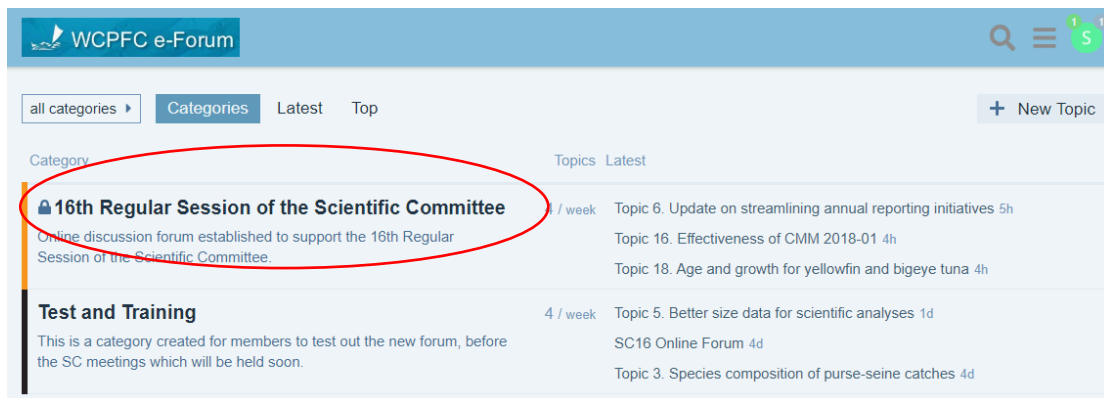 WCPFC e-Forum
1 1
S
all categories Categories Latest Top + New Topic
Category Topics Latest
16th Regular Session of the Scientific Committee
4 / week
Online discussion forum established to support the 16th Regular
Session of the Scientific Committee.
Topic 6. Update on streamlining annual reporting initiatives 5h
Topic 16. Effectiveness of CMM 2018-01 4h
Topic 18. Age and growth for yellowfin and bigeye tuna 4h
Test and Training
4 / week
This is a category created for members to test out the new forum, before
the SC meetings which will be held soon.
Topic 5. Better size data for scientific analyses 1d
SC16 Online Forum 4d
Topic 3. Species composition of purse-seine catches 4d